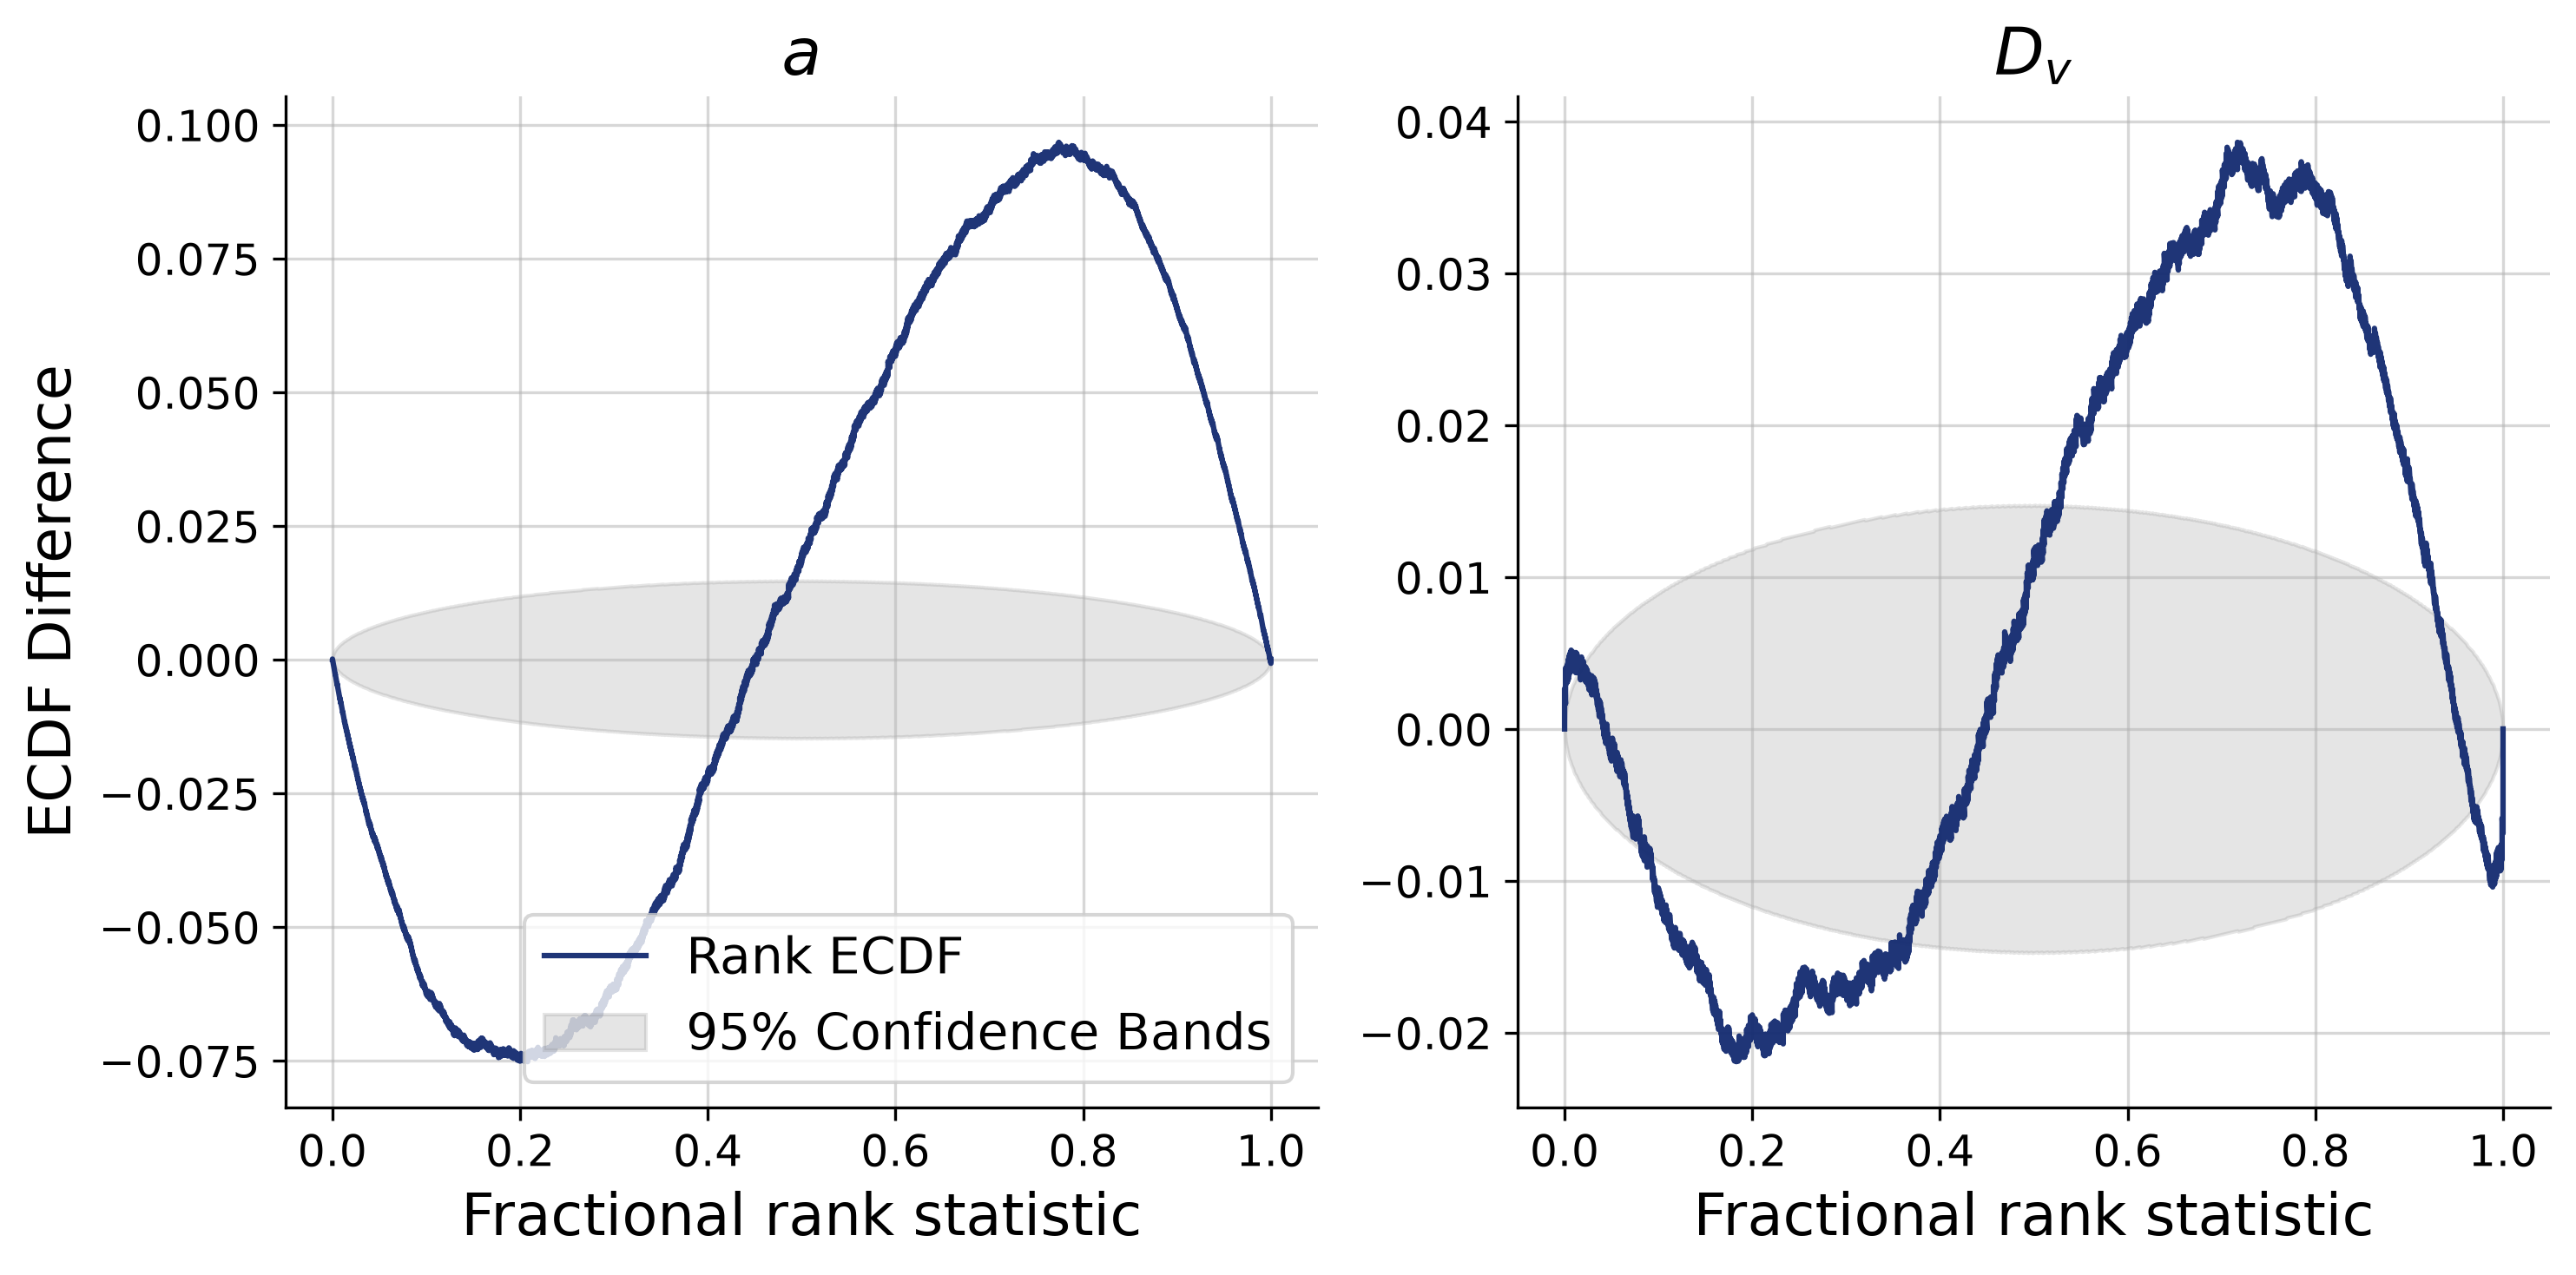 a
ECDF Difference
0.100
0.075
0.050
0.025
0.000
−0.025
−0.050
−0.075
Rank ECDF
95% Confidence Bands
0.0 0.2 0.4 0.6 0.8 1.0
Fractional rank statistic
D_v
0.04
0.03
0.02
0.01
0.00
−0.01
−0.02
0.0 0.2 0.4 0.6 0.8 1.0
Fractional rank statistic